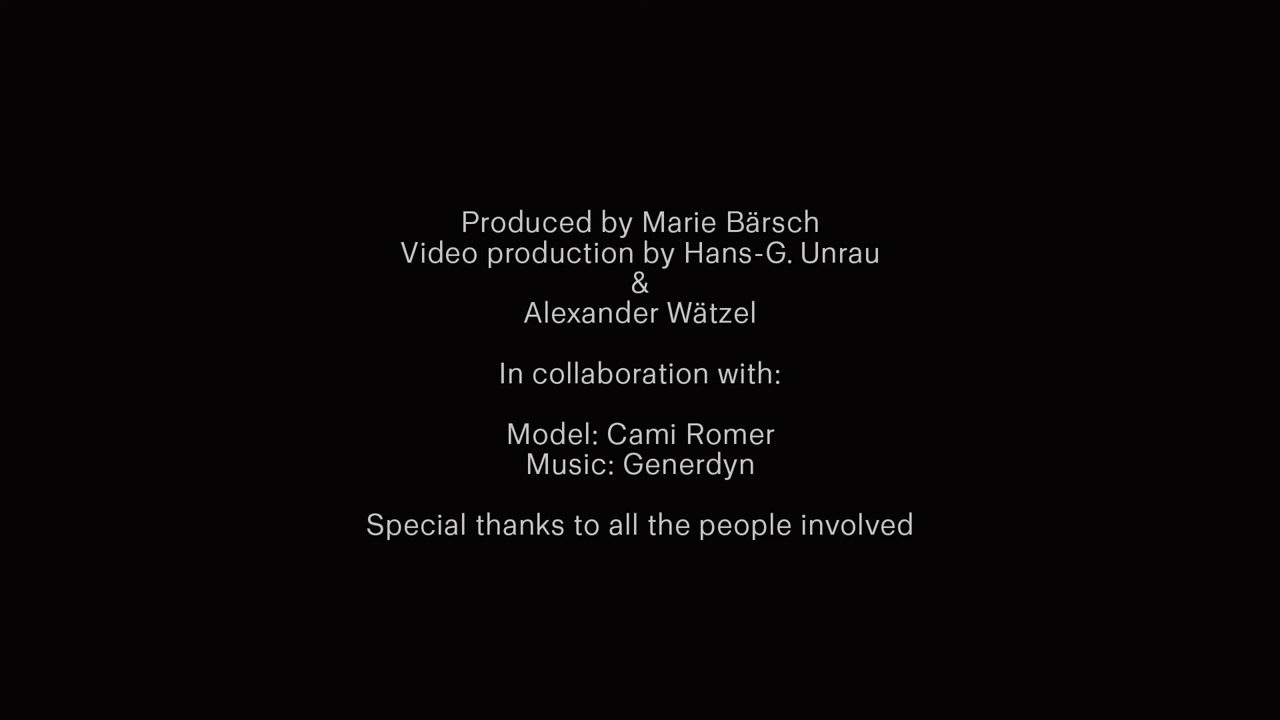 Produced by Marie Bärsch
Video production by Hans-G. Unrau
&
Alexander Wätzel
In collaboration with:
Model: Cami Romer
Music: Generdyn
Special thanks to all the people involved